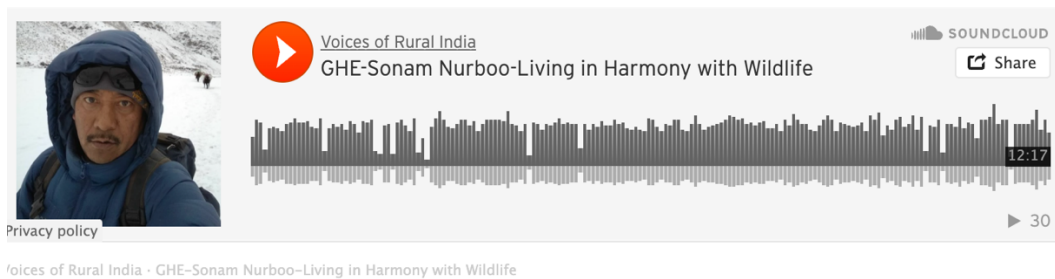 Voices of Rural India
SOUNDCLOUD
GHE-Sonam Nurboo-Living in Harmony with Wildlife
Share
12:17
30
Privacy policy
Voices of Rural India · GHE-Sonam Nurboo-Living in Harmony with Wildlife